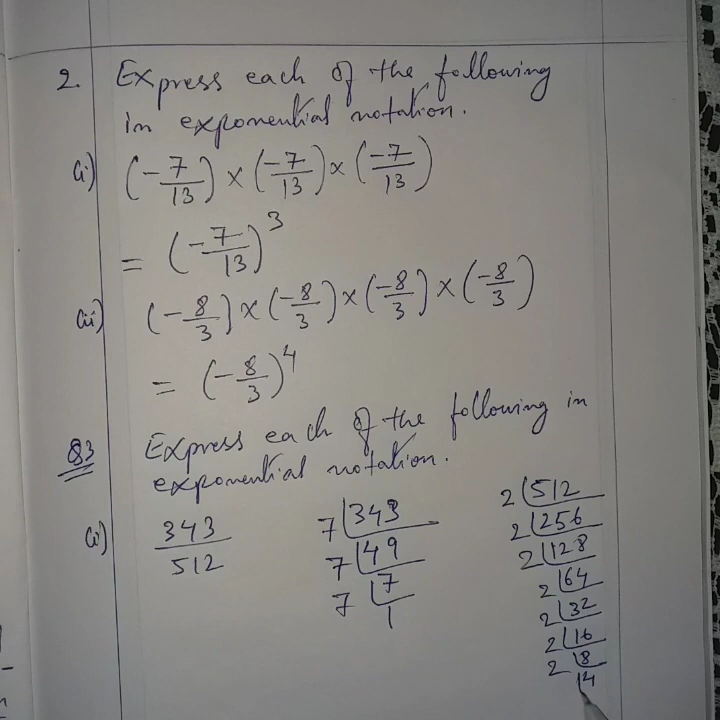 2. Express each of the following
in exponential notation.
(i) (-7/13) × (-7/13) × (-7/13)
= (-7/13)³
(ii) (-8/3) × (-8/3) × (-8/3) × (-8/3)
= (-8/3)⁴
Q3 Express each of the following in
exponential notation.
(i) 343/512
7 | 343
7 | 49
7 | 7
1
2 | 512
2 | 256
2 | 128
2 | 64
2 | 32
2 | 16
2 | 8
4